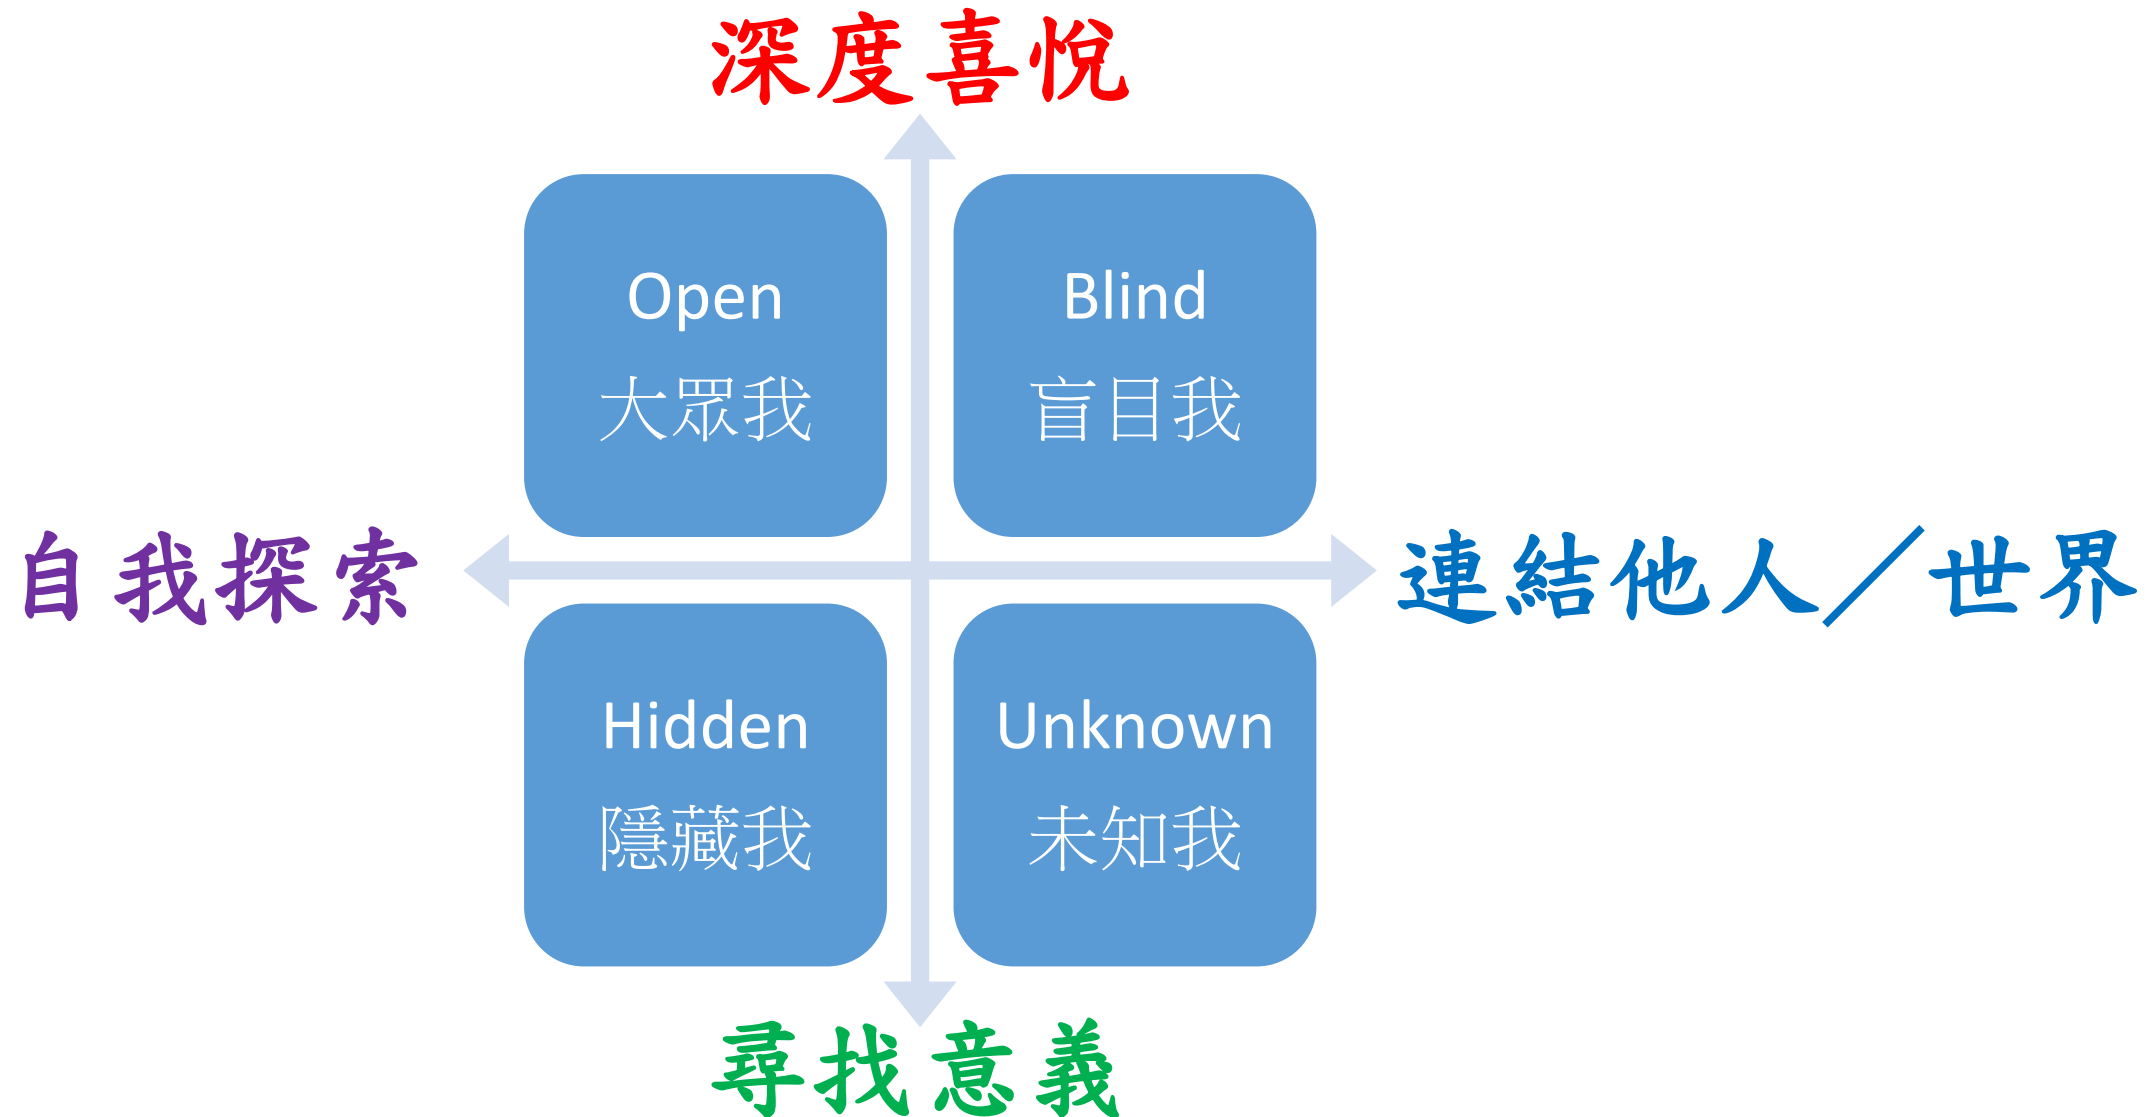 深度喜悅
Open
大眾我
Blind
盲目我
自我探索
連結他人／世界
Hidden
隱藏我
Unknown
未知我
尋找意義